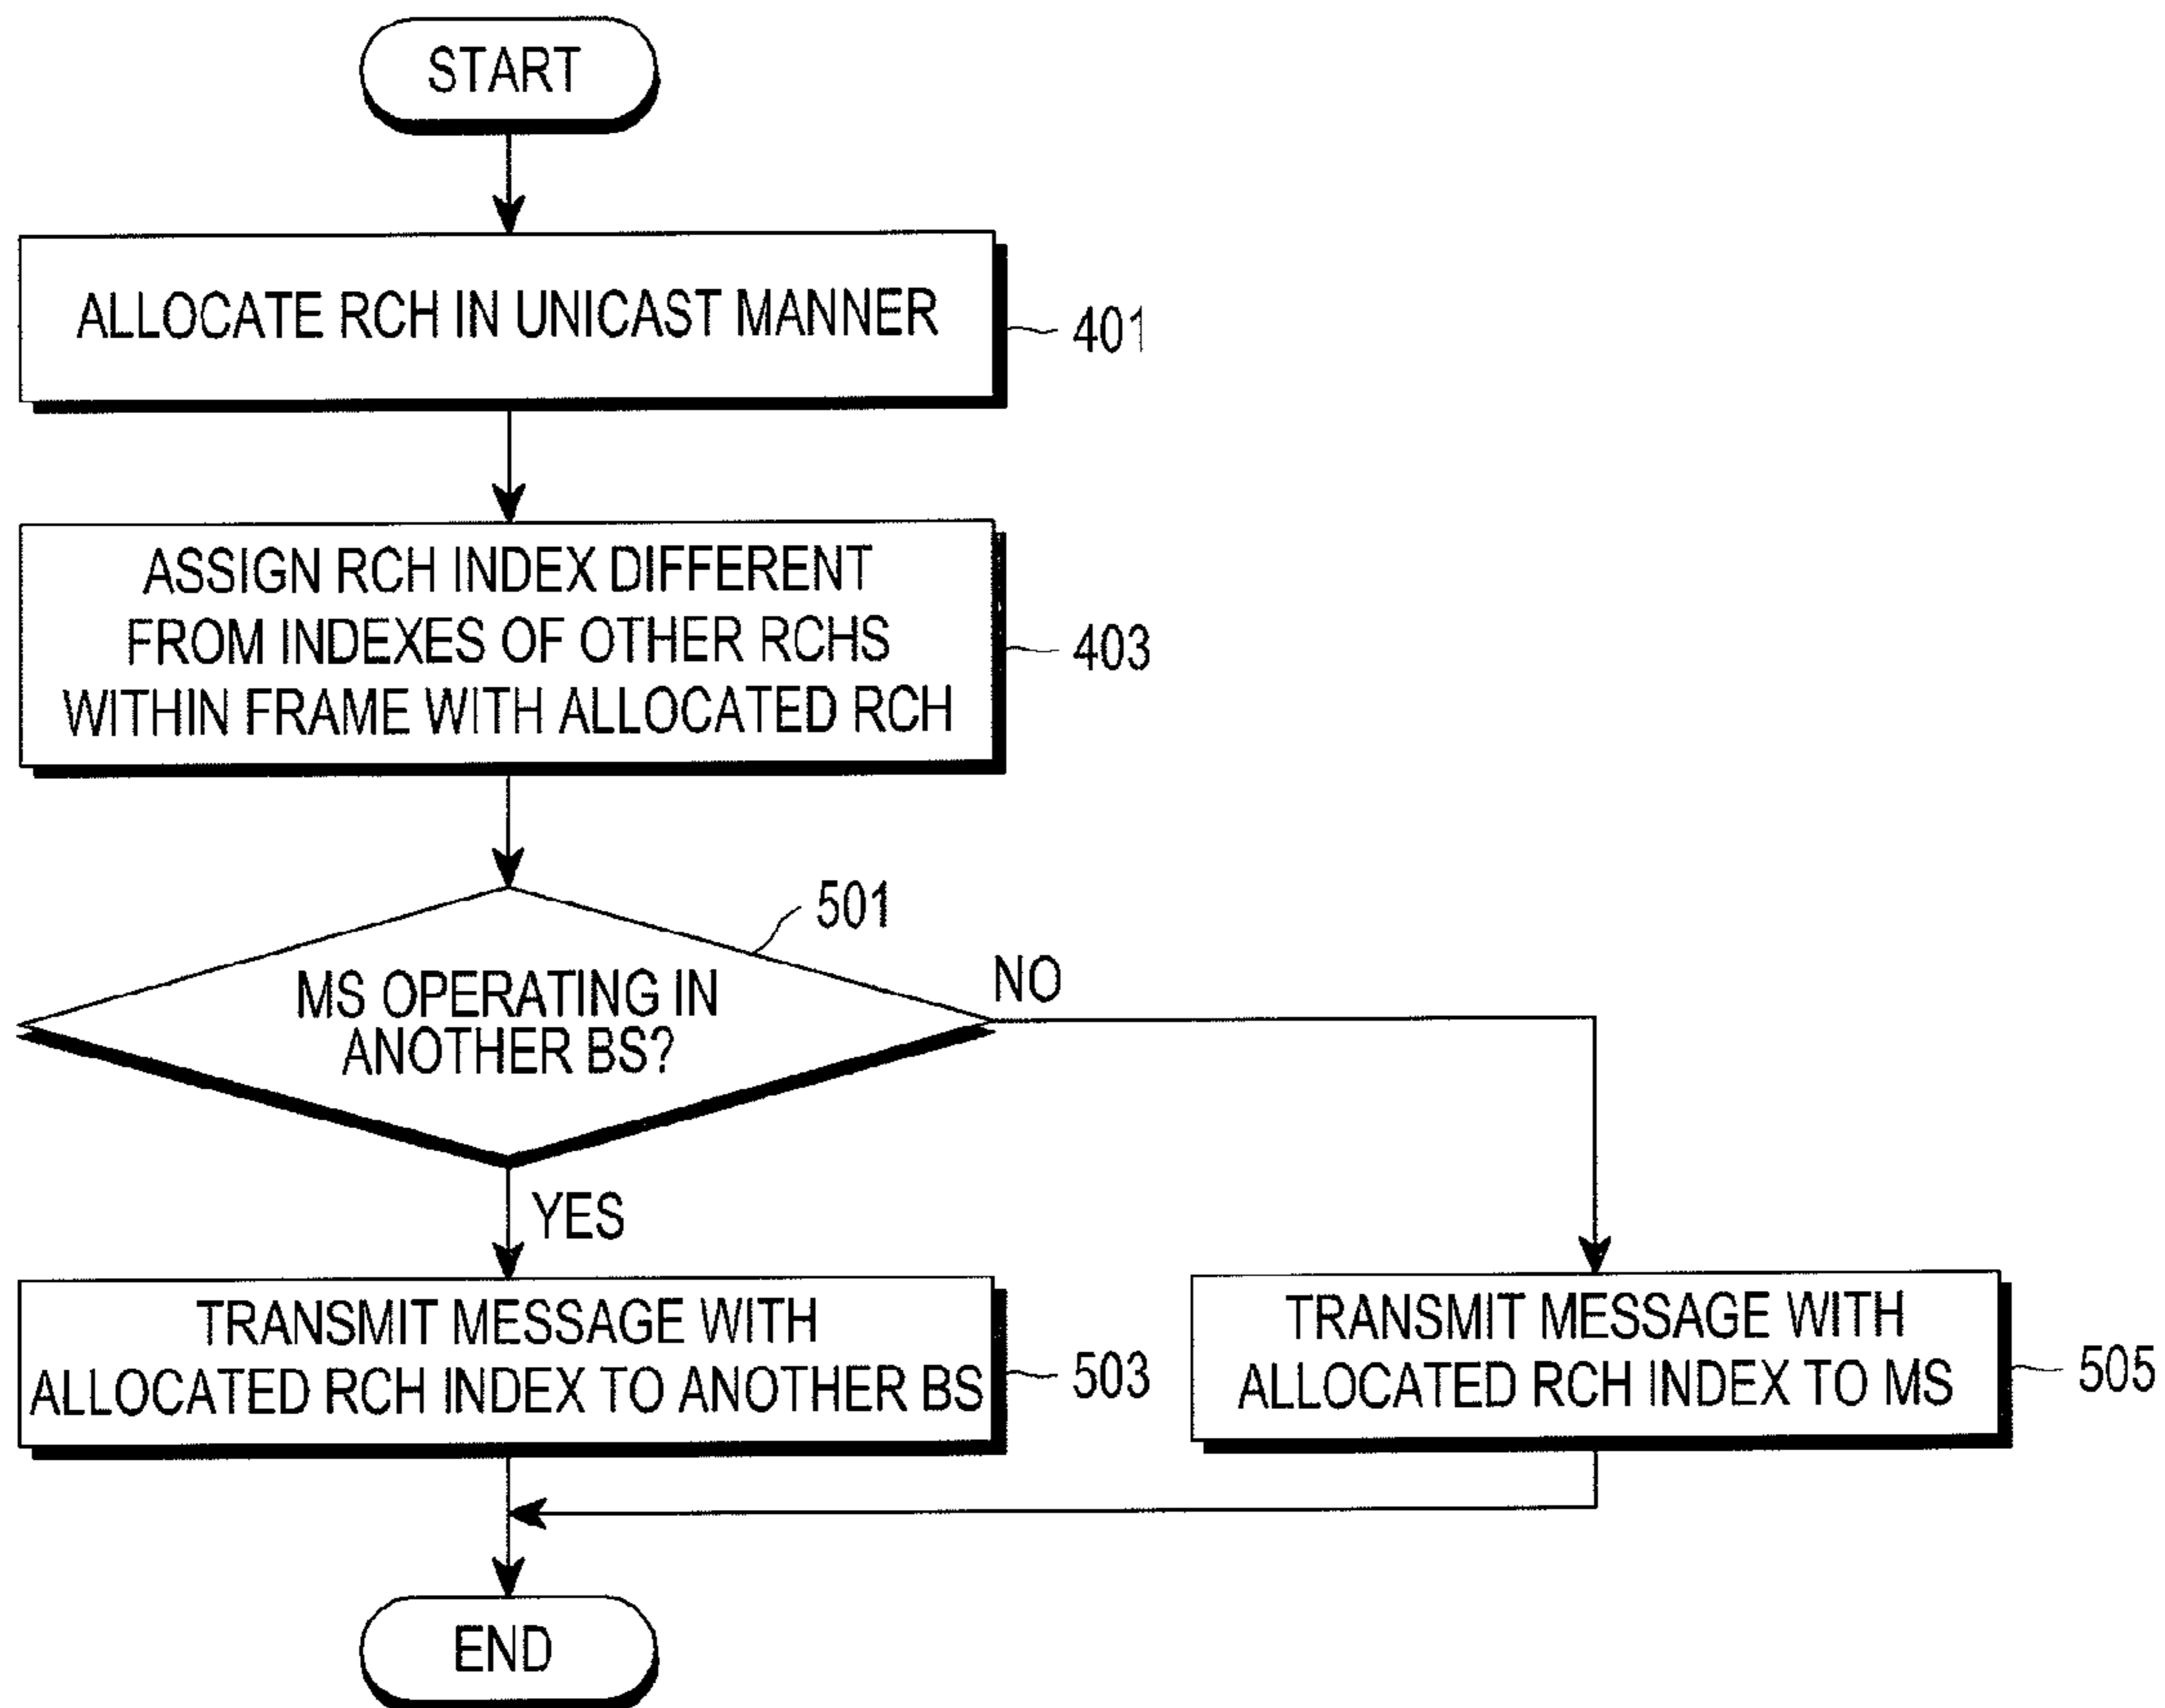 START
ALLOCATE RCH IN UNICAST MANNER
401
ASSIGN RCH INDEX DIFFERENT
FROM INDEXES OF OTHER RCHS
WITHIN FRAME WITH ALLOCATED RCH
403
501
MS OPERATING IN
ANOTHER BS?
NO
YES
TRANSMIT MESSAGE WITH
ALLOCATED RCH INDEX TO ANOTHER BS
503
TRANSMIT MESSAGE WITH
ALLOCATED RCH INDEX TO MS
505
END